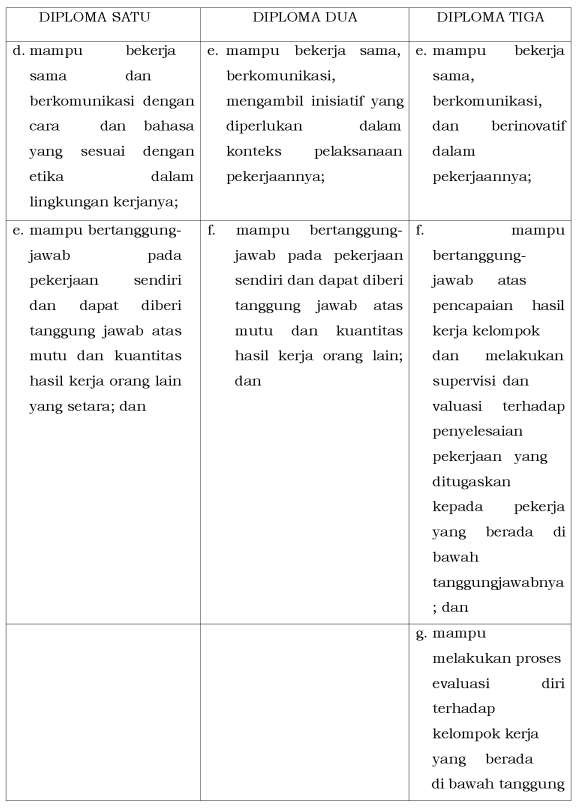 DIPLOMA SATU
DIPLOMA DUA
DIPLOMA TIGA
d. mampu bekerja
sama dan
berkomunikasi dengan
cara dan bahasa
yang sesuai dengan
etika dalam
lingkungan kerjanya;
e. mampu bekerja sama,
berkomunikasi,
mengambil inisiatif yang
diperlukan dalam
konteks pelaksanaan
pekerjaannya;
e. mampu bekerja
sama,
berkomunikasi,
dan berinovatif
dalam
pekerjaannya;
e. mampu bertanggung-
jawab pada
pekerjaan sendiri
dan dapat diberi
tanggung jawab atas
mutu dan kuantitas
hasil kerja orang lain
yang setara; dan
f. mampu bertanggung-
jawab pada pekerjaan
sendiri dan dapat diberi
tanggung jawab atas
mutu dan kuantitas
hasil kerja orang lain;
dan
f. mampu
bertanggung-
jawab atas
pencapaian hasil
kerja kelompok
dan melakukan
supervisi dan
valuasi terhadap
penyelesaian
pekerjaan yang
ditugaskan
kepada pekerja
yang berada di
bawah
tanggungjawabnya
; dan
g. mampu
melakukan proses
evaluasi diri
terhadap
kelompok kerja
yang berada
di bawah tanggung